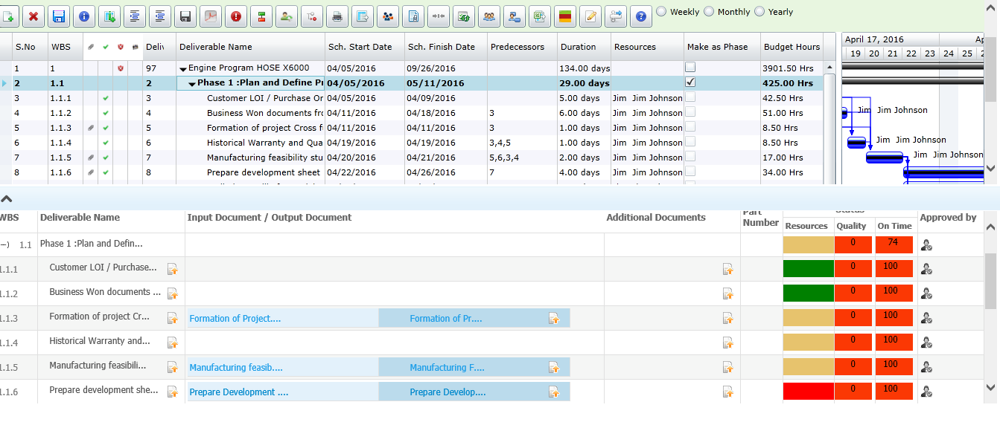 Weekly Monthly Yearly
S.No WBS Deliv Deliverable Name Sch. Start Date Sch. Finish Date Predecessors Duration Resources Make as Phase Budget Hours April 17, 2016 Ap
19 20 21 22 23 24 25 2
1 1 97 Engine Program HOSE X6000 04/05/2016 09/26/2016 134.00 days 3901.50 Hrs
2 1.1 2 Phase 1 :Plan and Define Pr 04/05/2016 05/11/2016 29.00 days 425.00 Hrs
3 1.1.1 3 Customer LOI / Purchase Or 04/05/2016 04/09/2016 5.00 days Jim Jim Johnson 42.50 Hrs
4 1.1.2 4 Business Won documents fro 04/11/2016 04/18/2016 3 6.00 days Jim Jim Johnson 51.00 Hrs Jim Jim Johnson
5 1.1.3 5 Formation of project Cross f 04/11/2016 04/11/2016 3 1.00 days Jim Jim Johnson 8.50 Hrs
6 1.1.4 6 Historical Warranty and Qua 04/19/2016 04/19/2016 3,4,5 1.00 days Jim Jim Johnson 8.50 Hrs Jim Jim Johnson
7 1.1.5 7 Manufacturing feasibility stu 04/20/2016 04/21/2016 5,6,3,4 2.00 days Jim Jim Johnson 17.00 Hrs Jim Jim Johnson
8 1.1.6 8 Prepare development sheet 04/22/2016 04/26/2016 7 4.00 days Jim Jim Johnson 34.00 Hrs
WBS Deliverable Name Input Document / Output Document Additional Documents Part Number Status Approved by
Resources Quality On Time
1.1 Phase 1 :Plan and Defin... 0 74
1.1.1 Customer LOI / Purchase... 0 100
1.1.2 Business Won documents ... 0 100
1.1.3 Formation of project Cr... Formation of Project.... Formation of Pr.... 0 100
1.1.4 Historical Warranty and... 0 100
1.1.5 Manufacturing feasibili... Manufacturing feasib.... Manufacturing F.... 0 100
1.1.6 Prepare development she... Prepare Development .... Prepare Develop.... 0 100